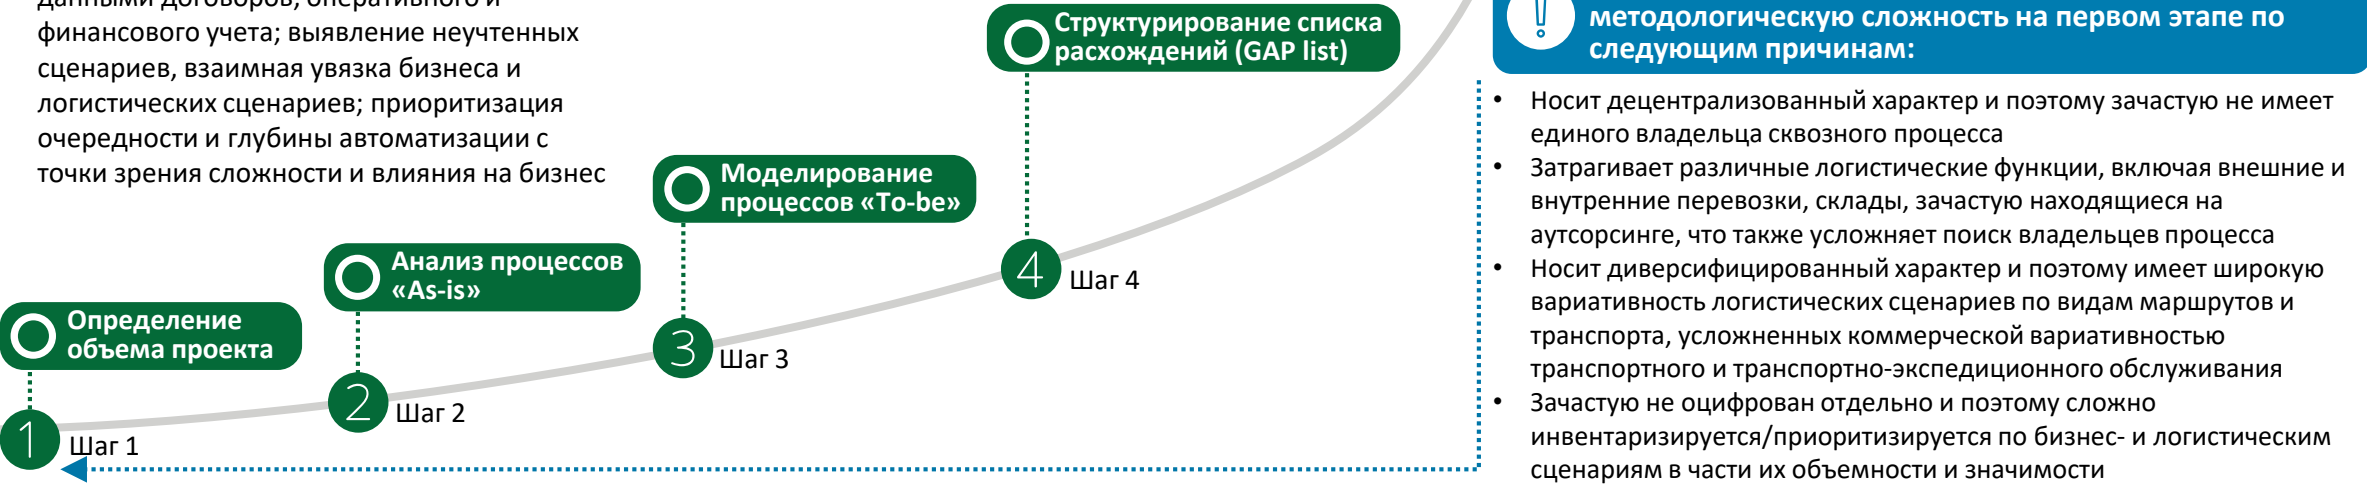 данными договоров, оперативного и
финансового учета; выявление неучтенных
сценариев, взаимная увязка бизнеса и
логистических сценариев; приоритизация
очередности и глубины автоматизации с
точки зрения сложности и влияния на бизнес
Определение
объема проекта
1
Шаг 1
Анализ процессов
«As-is»
2
Шаг 2
Моделирование
процессов «To-be»
3
Шаг 3
Структурирование списка
расхождений (GAP list)
4
Шаг 4
методологическую сложность на первом этапе по
следующим причинам:
• Носит децентрализованный характер и поэтому зачастую не имеет
единого владельца сквозного процесса
• Затрагивает различные логистические функции, включая внешние и
внутренние перевозки, склады, зачастую находящиеся на
аутсорсинге, что также усложняет поиск владельцев процесса
• Носит диверсифицированный характер и поэтому имеет широкую
вариативность логистических сценариев по видам маршрутов и
транспорта, усложненных коммерческой вариативностью
транспортного и транспортно-экспедиционного обслуживания
• Зачастую не оцифрован отдельно и поэтому сложно
инвентаризируется/приоритизируется по бизнес- и логистическим
сценариям в части их объемности и значимости